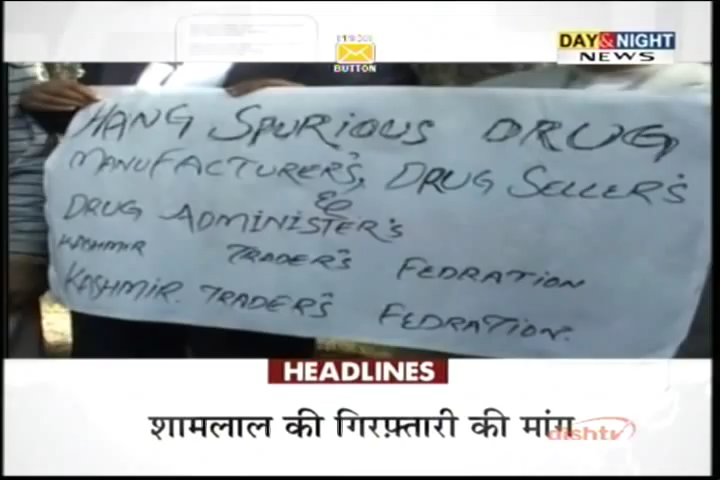 DAY&NIGHT
NEWS
BUTTON
HANG SPURIOUS DRUG
MANUFACTURER'S, DRUG SELLER'S
&
DRUG ADMINISTER'S
KASHMIR TRADER'S FEDRATION
KASHMIR. TRADER'S FEDRATION.
HEADLINES
शामलाल की गिरफ़्तारी की मांग
dishtv